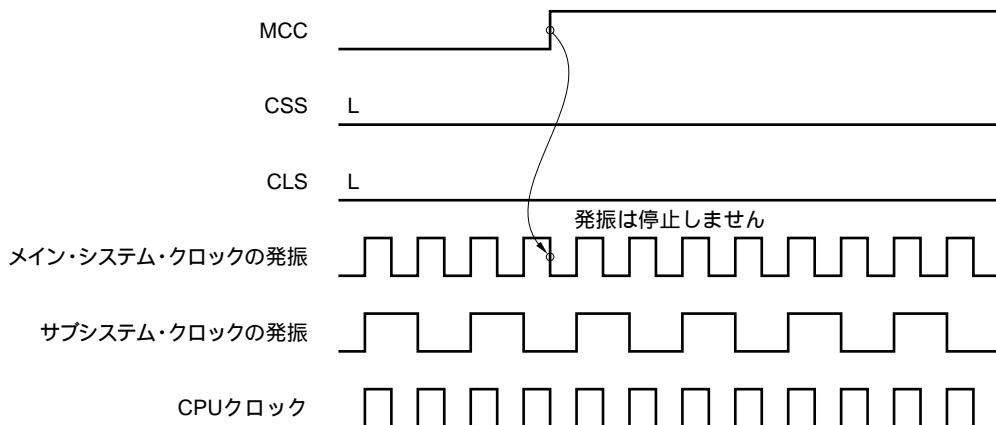 MCC
CSS L
CLS L
発振は停止しません
メイン・システム・クロックの発振
サブシステム・クロックの発振
CPUクロック